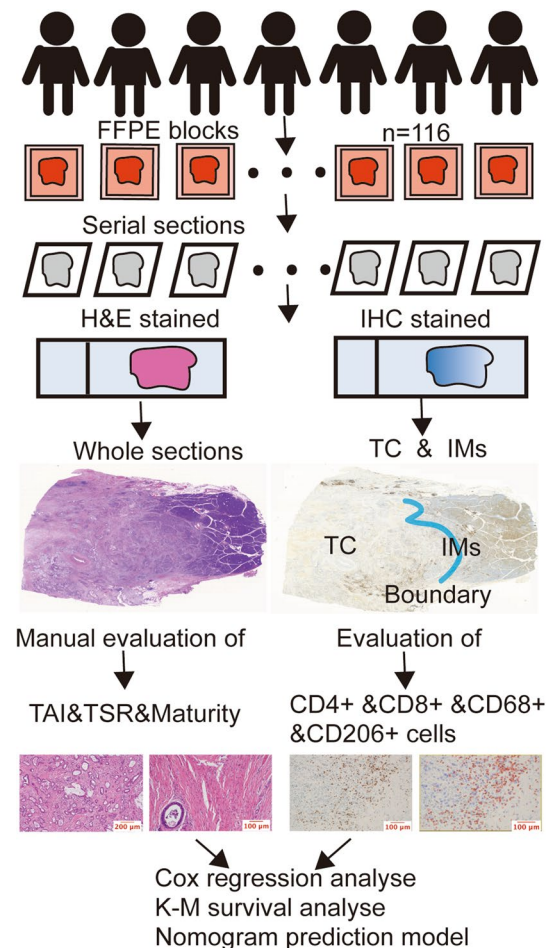 FFPE blocks
n=116
Serial sections
H&E stained
IHC stained
Whole sections
TC & IMs
TC
IMs
Boundary
Manual evaluation of
Evaluation of
TAI&TSR&Maturity
CD4+ &CD8+ &CD68+
&CD206+ cells
200 μm
100 μm
100 μm
100 μm
Cox regression analyse
K-M survival analyse
Nomogram prediction model